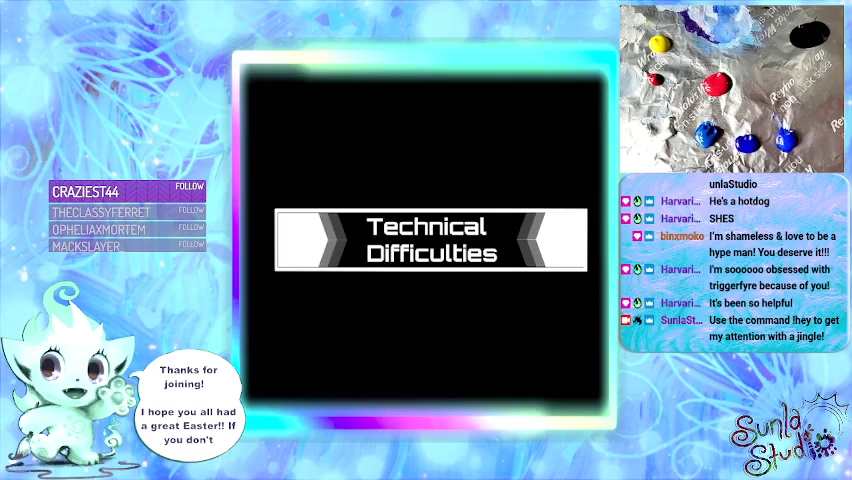 CRAZIEST44 FOLLOW
THECLASSYFERRET FOLLOW
OPHELIAXMORTEM FOLLOW
MACKSLAYER FOLLOW
Technical
Difficulties
Thanks for
joining!
I hope you all had
a great Easter!! If
you don't
unlaStudio
Harvari... He's a hotdog
Harvari... SHES
binxmoko I'm shameless & love to be a
hype man! You deserve it!!!
Harvari... I'm soooooo obsessed with
triggerfyre because of you!
Harvari... It's been so helpful
SunlaSt... Use the command !hey to get
my attention with a jingle!
Sunla
Studio